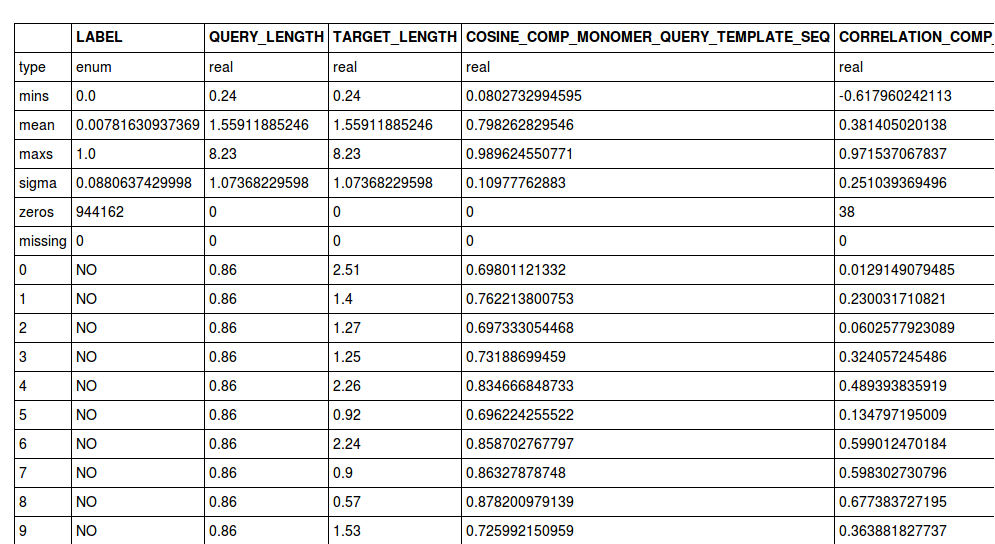 LABEL QUERY_LENGTH TARGET_LENGTH COSINE_COMP_MONOMER_QUERY_TEMPLATE_SEQ CORRELATION_COMP_
type enum real real real real
mins 0.0 0.24 0.24 0.0802732994595 -0.617960242113
mean 0.00781630937369 1.55911885246 1.55911885246 0.798262829546 0.381405020138
maxs 1.0 8.23 8.23 0.989624550771 0.971537067837
sigma 0.0880637429998 1.07368229598 1.07368229598 0.10977762883 0.251039369496
zeros 944162 0 0 0 38
missing 0 0 0 0 0
0 NO 0.86 2.51 0.69801121332 0.0129149079485
1 NO 0.86 1.4 0.762213800753 0.230031710821
2 NO 0.86 1.27 0.697333054468 0.0602577923089
3 NO 0.86 1.25 0.73188699459 0.324057245486
4 NO 0.86 2.26 0.834666848733 0.489393835919
5 NO 0.86 0.92 0.696224255522 0.134797195009
6 NO 0.86 2.24 0.858702767797 0.599012470184
7 NO 0.86 0.9 0.86327878748 0.598302730796
8 NO 0.86 0.57 0.878200979139 0.677383727195
9 NO 0.86 1.53 0.725992150959 0.363881827737